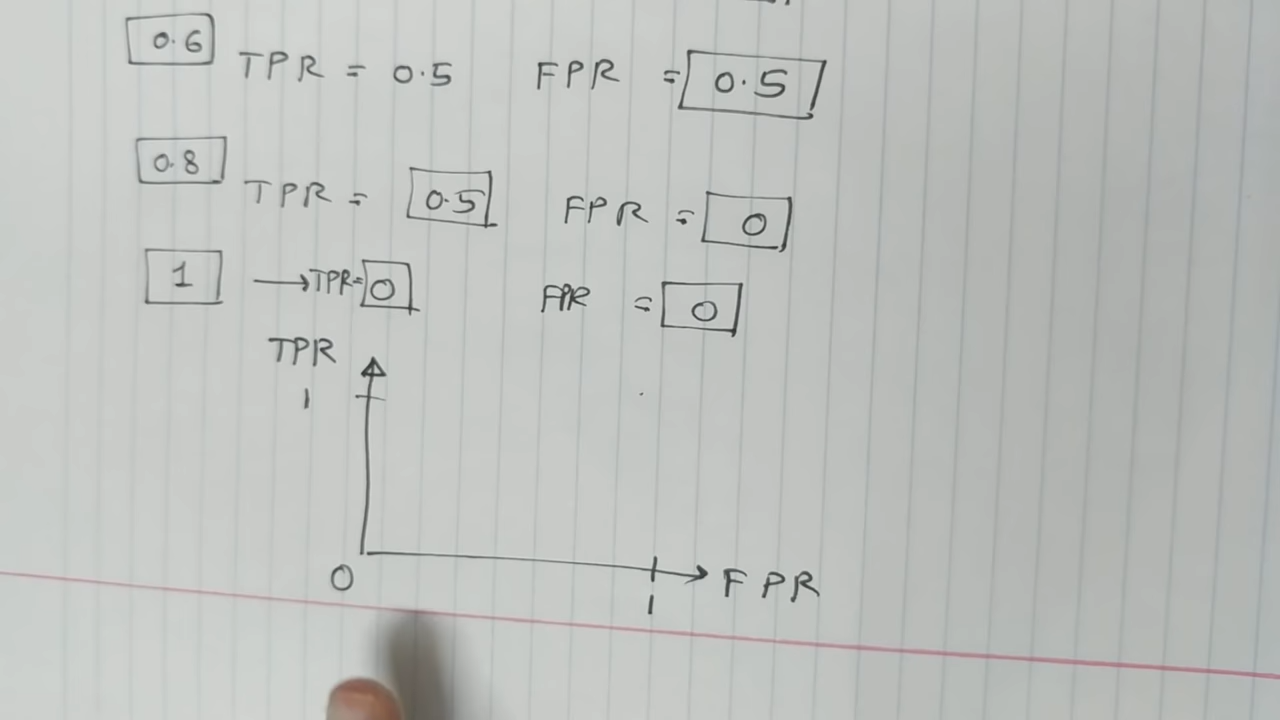 0.6 TPR = 0.5 FPR = 0.5
0.8 TPR = 0.5 FPR = 0
1 →TPR= 0 FPR = 0
TPR
1
0
F PR
1